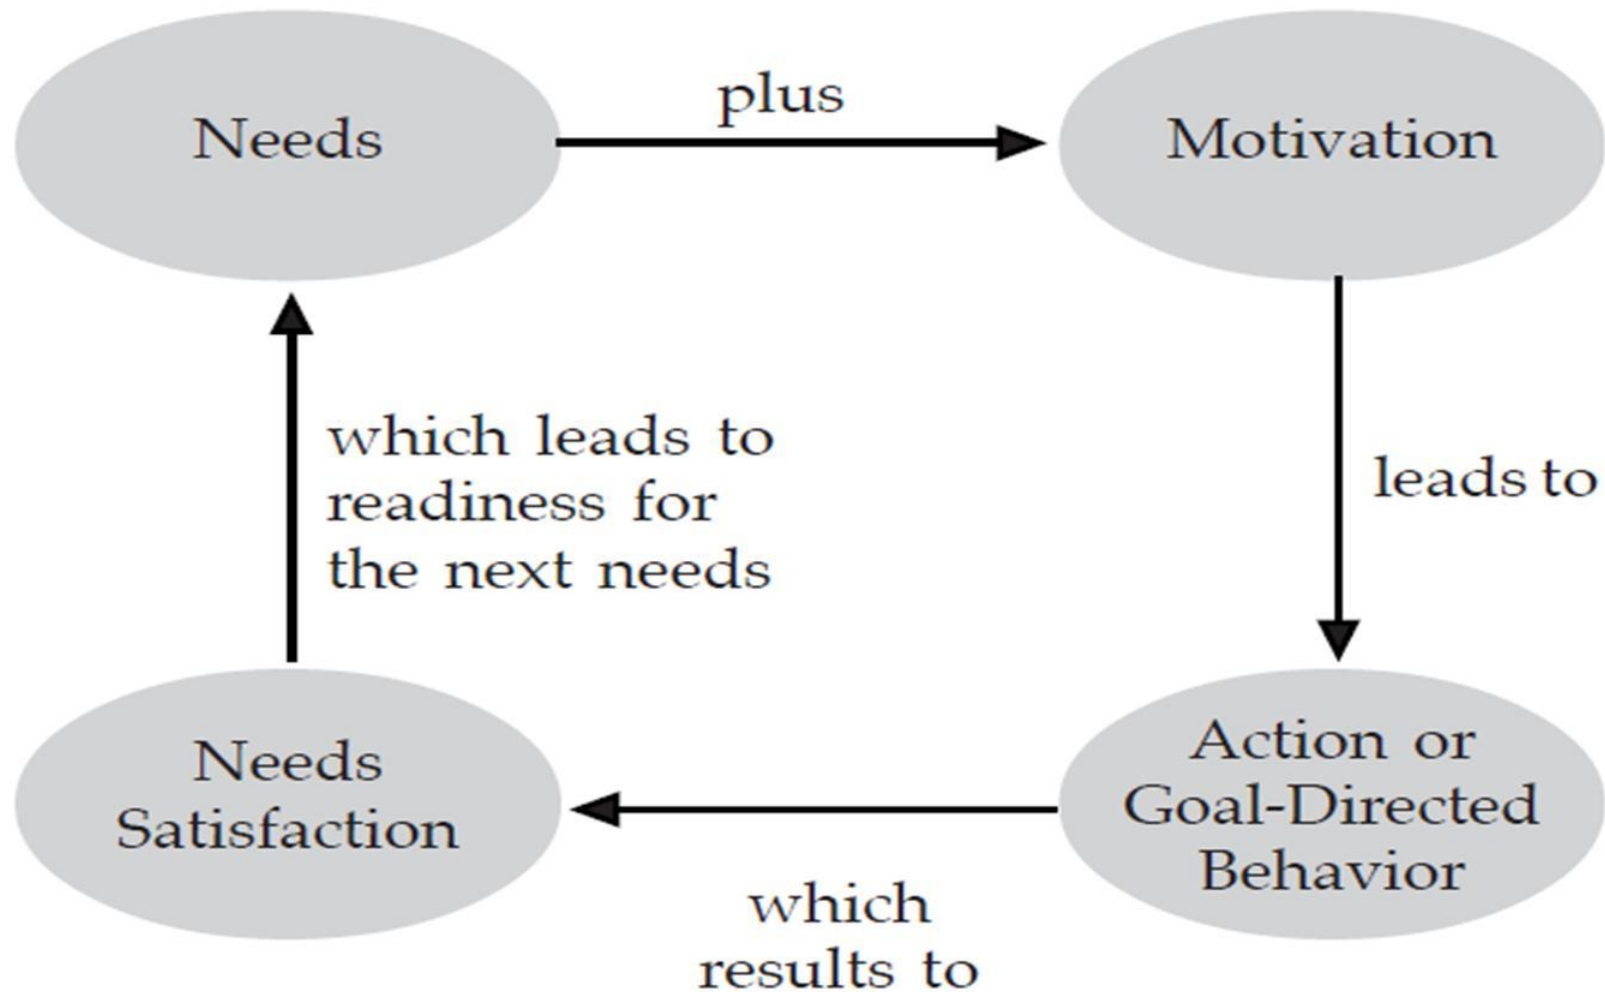 Needs
plus
Motivation
which leads to
readiness for
the next needs
leads to
Needs
Satisfaction
Action or
Goal-Directed
Behavior
which
results to